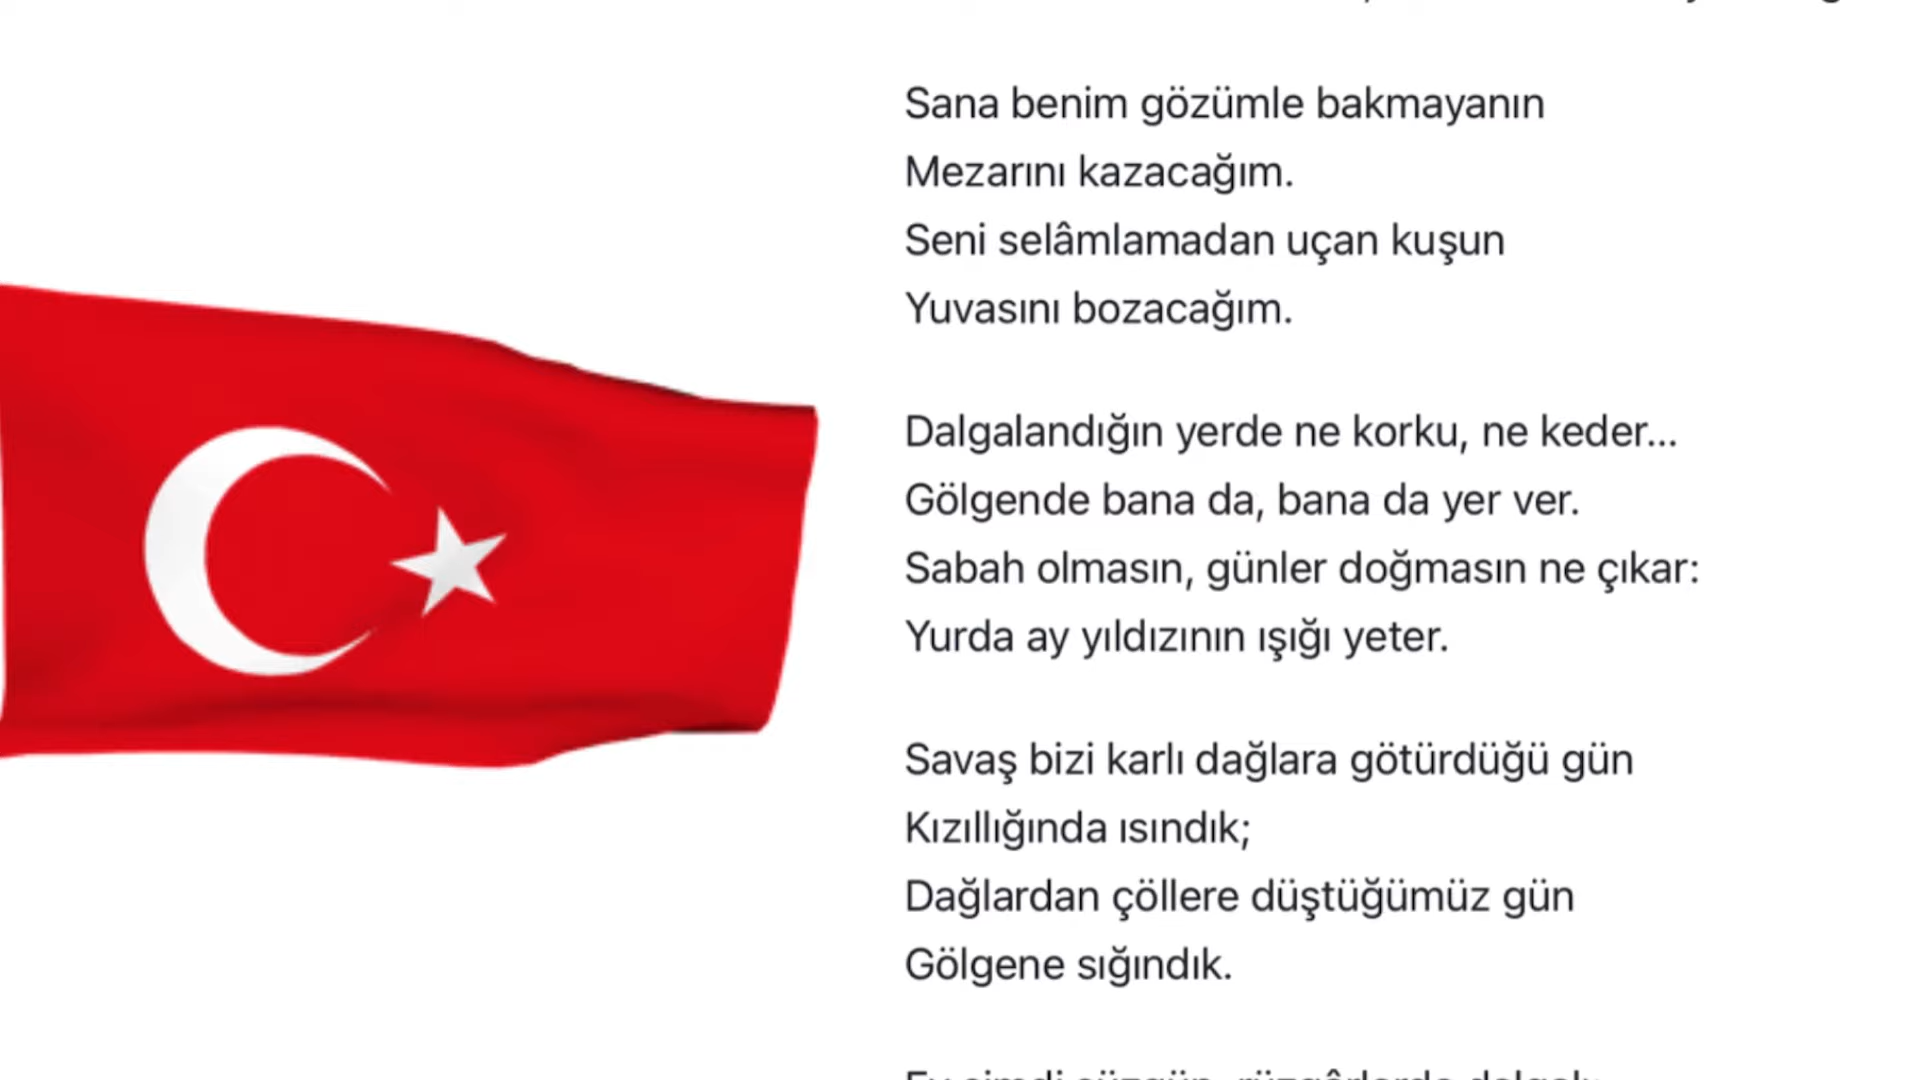 Sana benim gözümle bakmayanın
Mezarını kazacağım.
Seni selâmlamadan uçan kuşun
Yuvasını bozacağım.
Dalgalandığın yerde ne korku, ne keder...
Gölgende bana da, bana da yer ver.
Sabah olmasın, günler doğmasın ne çıkar:
Yurda ay yıldızının ışığı yeter.
Savaş bizi karlı dağlara götürdüğü gün
Kızıllığında ısındık;
Dağlardan çöllere düştüğümüz gün
Gölgene sığındık.